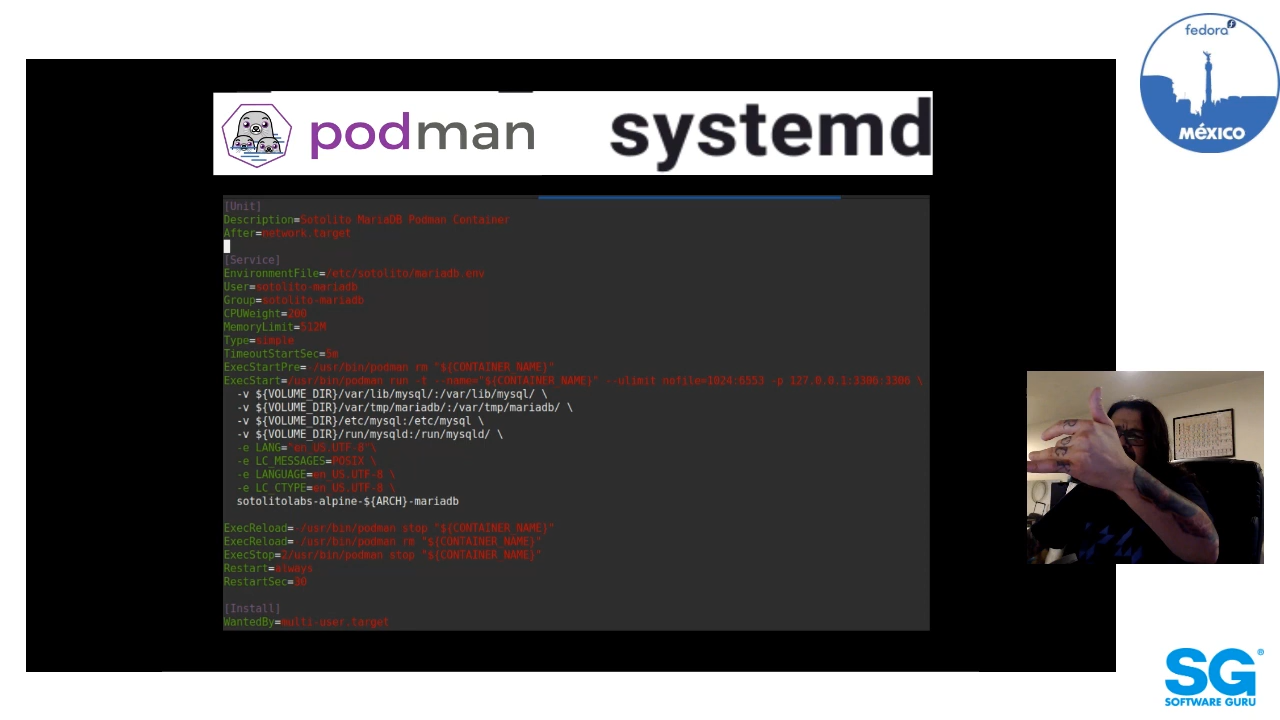 fedora
MÉXICO
podman
systemd
[Unit]
Description=Sotolito MariaDB Podman Container
After=network.target
[Service]
EnvironmentFile=/etc/sotolito/mariadb.env
User=sotolito-mariadb
Group=sotolito-mariadb
CPUWeight=200
MemoryLimit=512M
Type=simple
TimeoutStartSec=5m
ExecStartPre=-/usr/bin/podman rm "${CONTAINER_NAME}"
ExecStart=/usr/bin/podman run -t --name="${CONTAINER_NAME}" --ulimit nofile=1024:6553 -p 127.0.0.1:3306:3306 \
-v ${VOLUME_DIR}/var/lib/mysql/:/var/lib/mysql/ \
-v ${VOLUME_DIR}/var/tmp/mariadb/:/var/tmp/mariadb/ \
-v ${VOLUME_DIR}/etc/mysql:/etc/mysql \
-v ${VOLUME_DIR}/run/mysqld:/run/mysqld/ \
-e LANG="en_US.UTF-8"\
-e LC_MESSAGES=POSIX \
-e LANGUAGE=en_US.UTF-8 \
-e LC_CTYPE=en_US.UTF-8 \
sotolitolabs-alpine-${ARCH}-mariadb
ExecReload=-/usr/bin/podman stop "${CONTAINER_NAME}"
ExecReload=-/usr/bin/podman rm "${CONTAINER_NAME}"
ExecStop=2/usr/bin/podman stop "${CONTAINER_NAME}"
Restart=always
RestartSec=30
[Install]
WantedBy=multi-user.target
SG®
SOFTWARE GURU